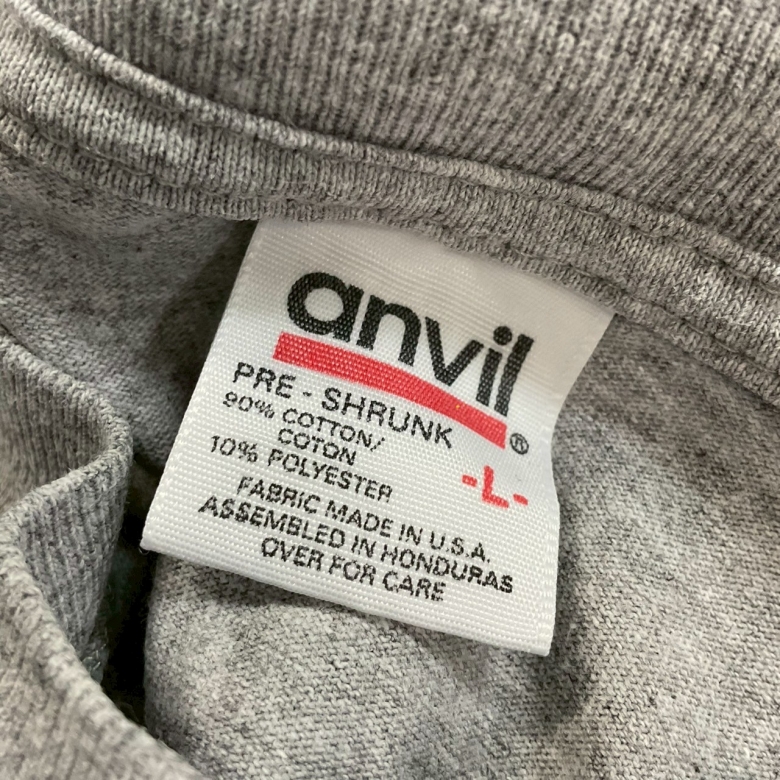 anvil®
PRE - SHRUNK
90% COTTON/
COTON
10% POLYESTER
-L-
FABRIC MADE IN U.S.A.
ASSEMBLED IN HONDURAS
OVER FOR CARE